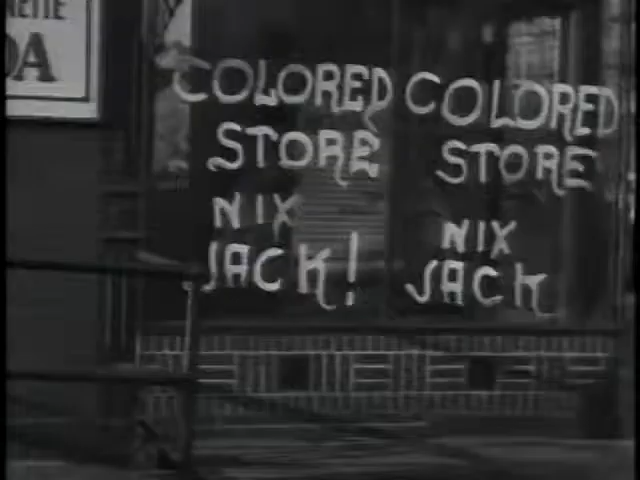 DA
COLORED
STORE
NIX
JACK!
COLORED
STORE
NIX
JACK